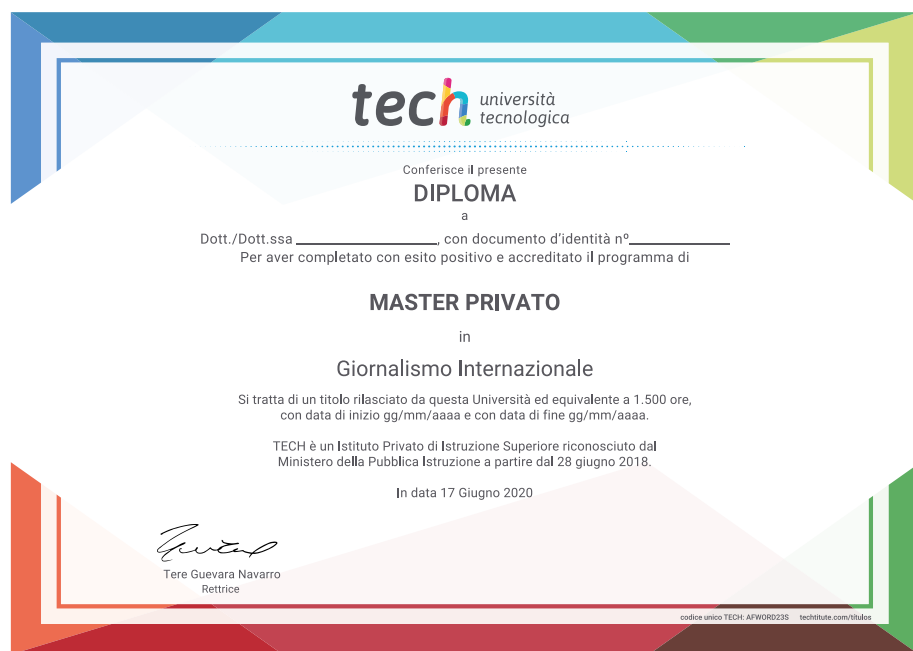 tech università
tecnologica
Conferisce il presente
DIPLOMA
a
Dott./Dott.ssa ________________, con documento d'identità nº____________
Per aver completato con esito positivo e accreditato il programma di
MASTER PRIVATO
in
Giornalismo Internazionale
Si tratta di un titolo rilasciato da questa Università ed equivalente a 1.500 ore,
con data di inizio gg/mm/aaaa e con data di fine gg/mm/aaaa.
TECH è un Istituto Privato di Istruzione Superiore riconosciuto dal
Ministero della Pubblica Istruzione a partire dal 28 giugno 2018.
In data 17 Giugno 2020
Tere Guevara Navarro
Rettrice
codice unico TECH: AFWORD23S techtitute.com/títulos